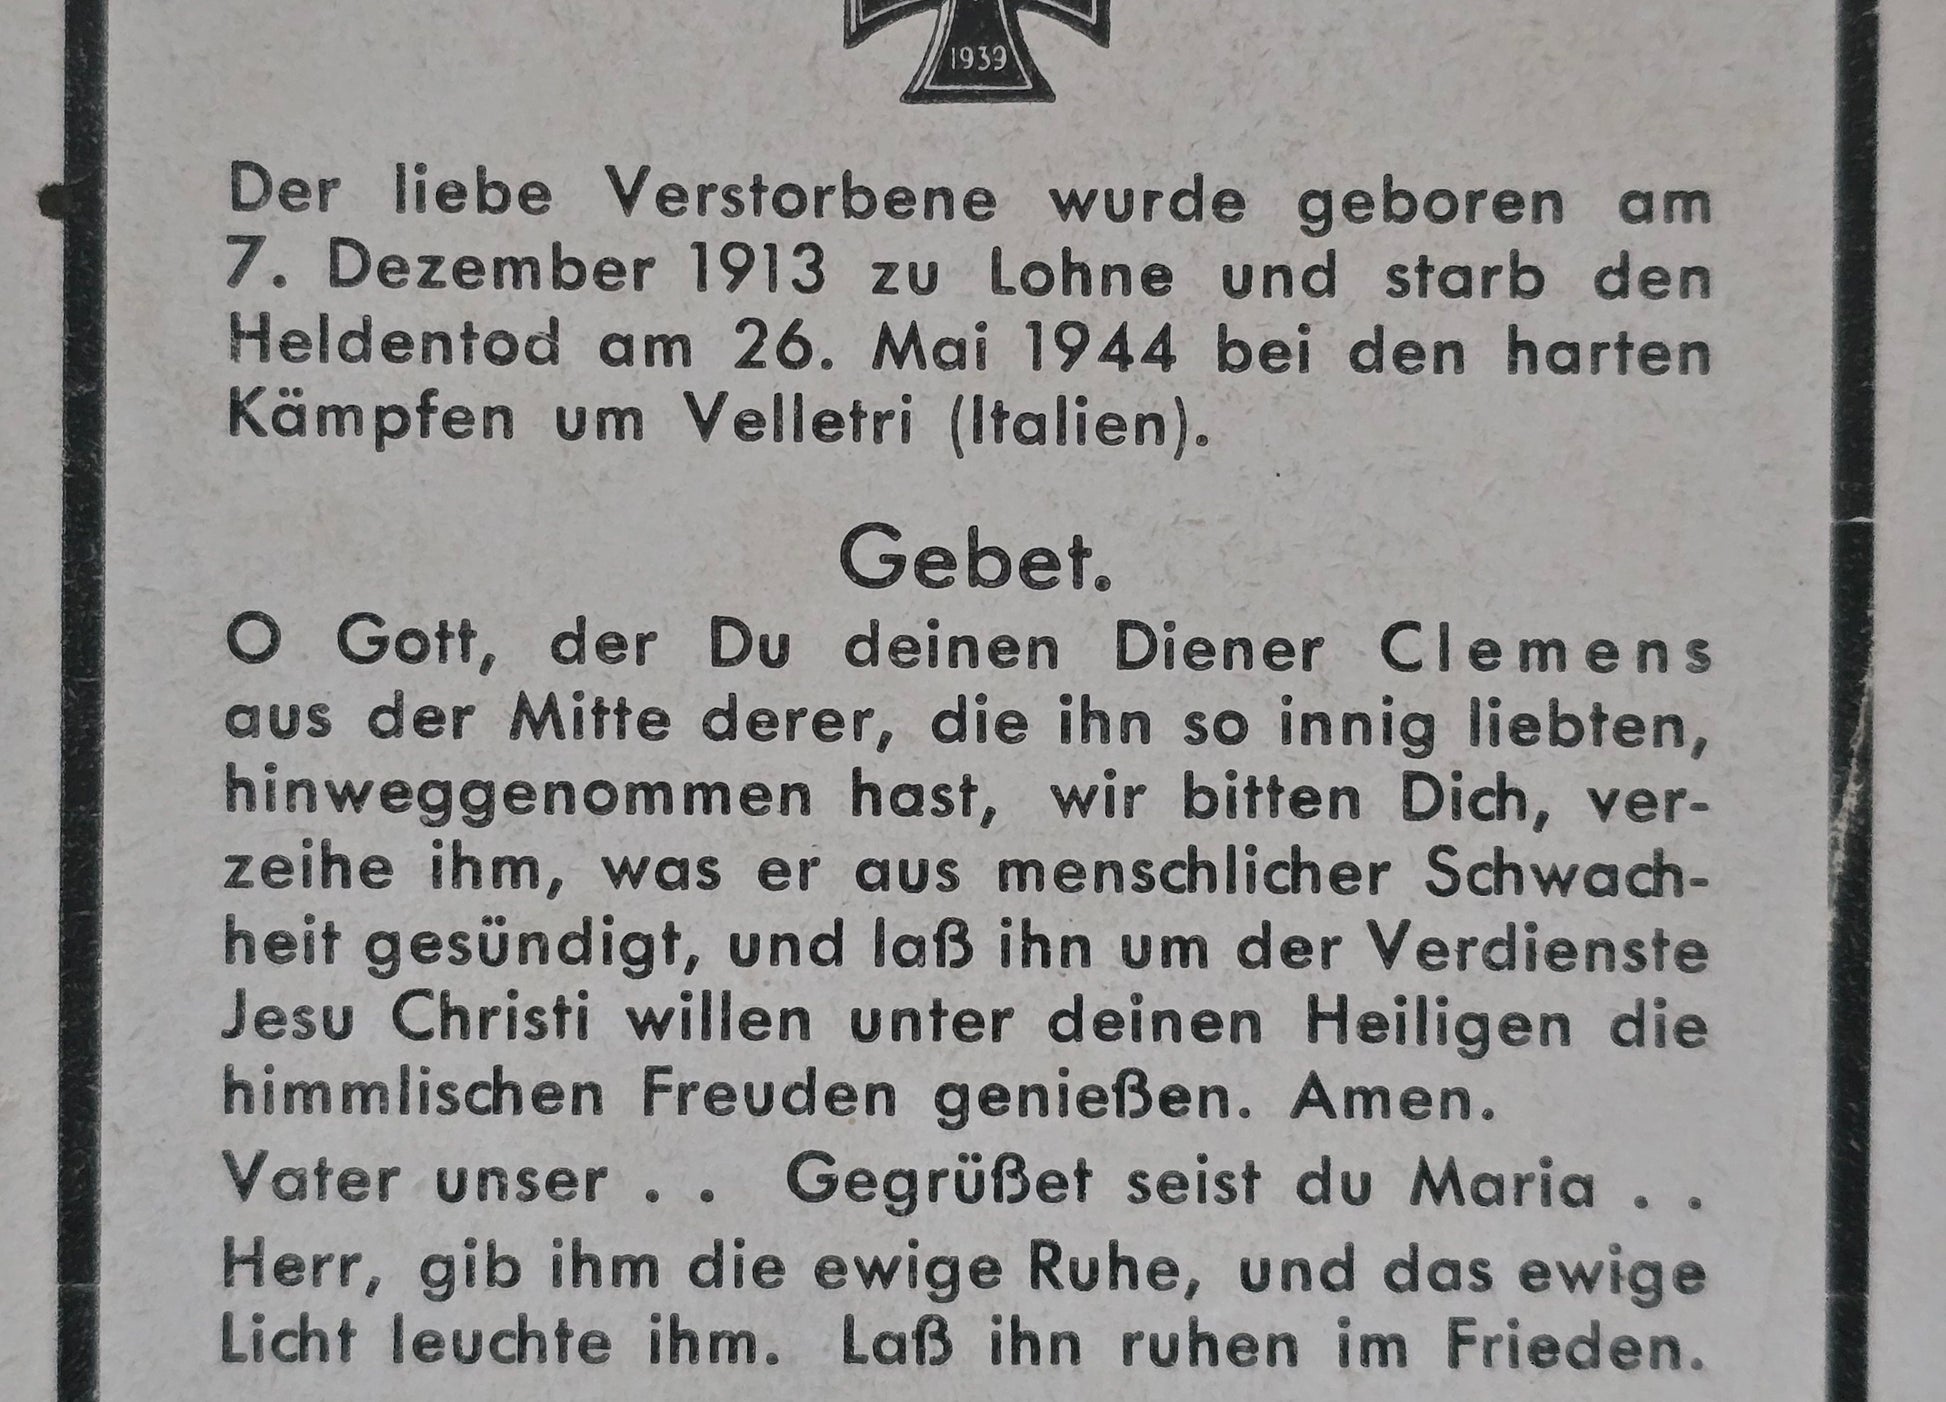 1939
Der liebe Verstorbene wurde geboren am
7. Dezember 1913 zu Lohne und starb den
Heldentod am 26. Mai 1944 bei den harten
Kämpfen um Velletri (Italien).
Gebet.
O Gott, der Du deinen Diener Clemens
aus der Mitte derer, die ihn so innig liebten,
hinweggenommen hast, wir bitten Dich, ver-
zeihe ihm, was er aus menschlicher Schwach-
heit gesündigt, und laß ihn um der Verdienste
Jesu Christi willen unter deinen Heiligen die
himmlischen Freuden genießen. Amen.
Vater unser . . Gegrüßet seist du Maria . .
Herr, gib ihm die ewige Ruhe, und das ewige
Licht leuchte ihm. Laß ihn ruhen im Frieden.